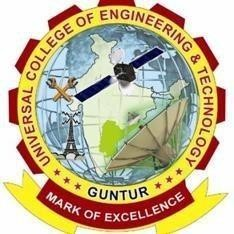 UNIVERSAL COLLEGE OF ENGINEERING & TECHNOLOGY
GUNTUR
MARK OF EXCELLENCE